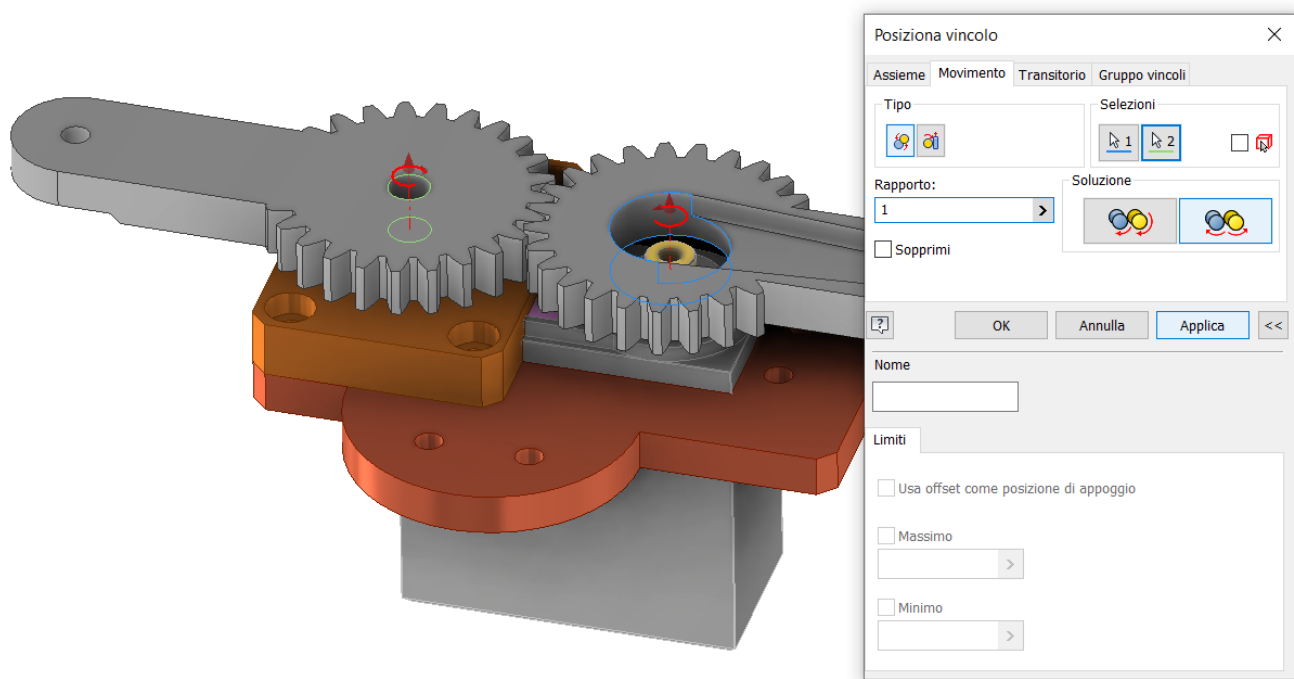 Posiziona vincolo
Assieme Movimento Transitorio Gruppo vincoli
Tipo
Selezioni
1 2
Rapporto:
1
Soluzione
Sopprimi
? OK Annulla Applica <<
Nome
Limiti
Usa offset come posizione di appoggio
Massimo
Minimo